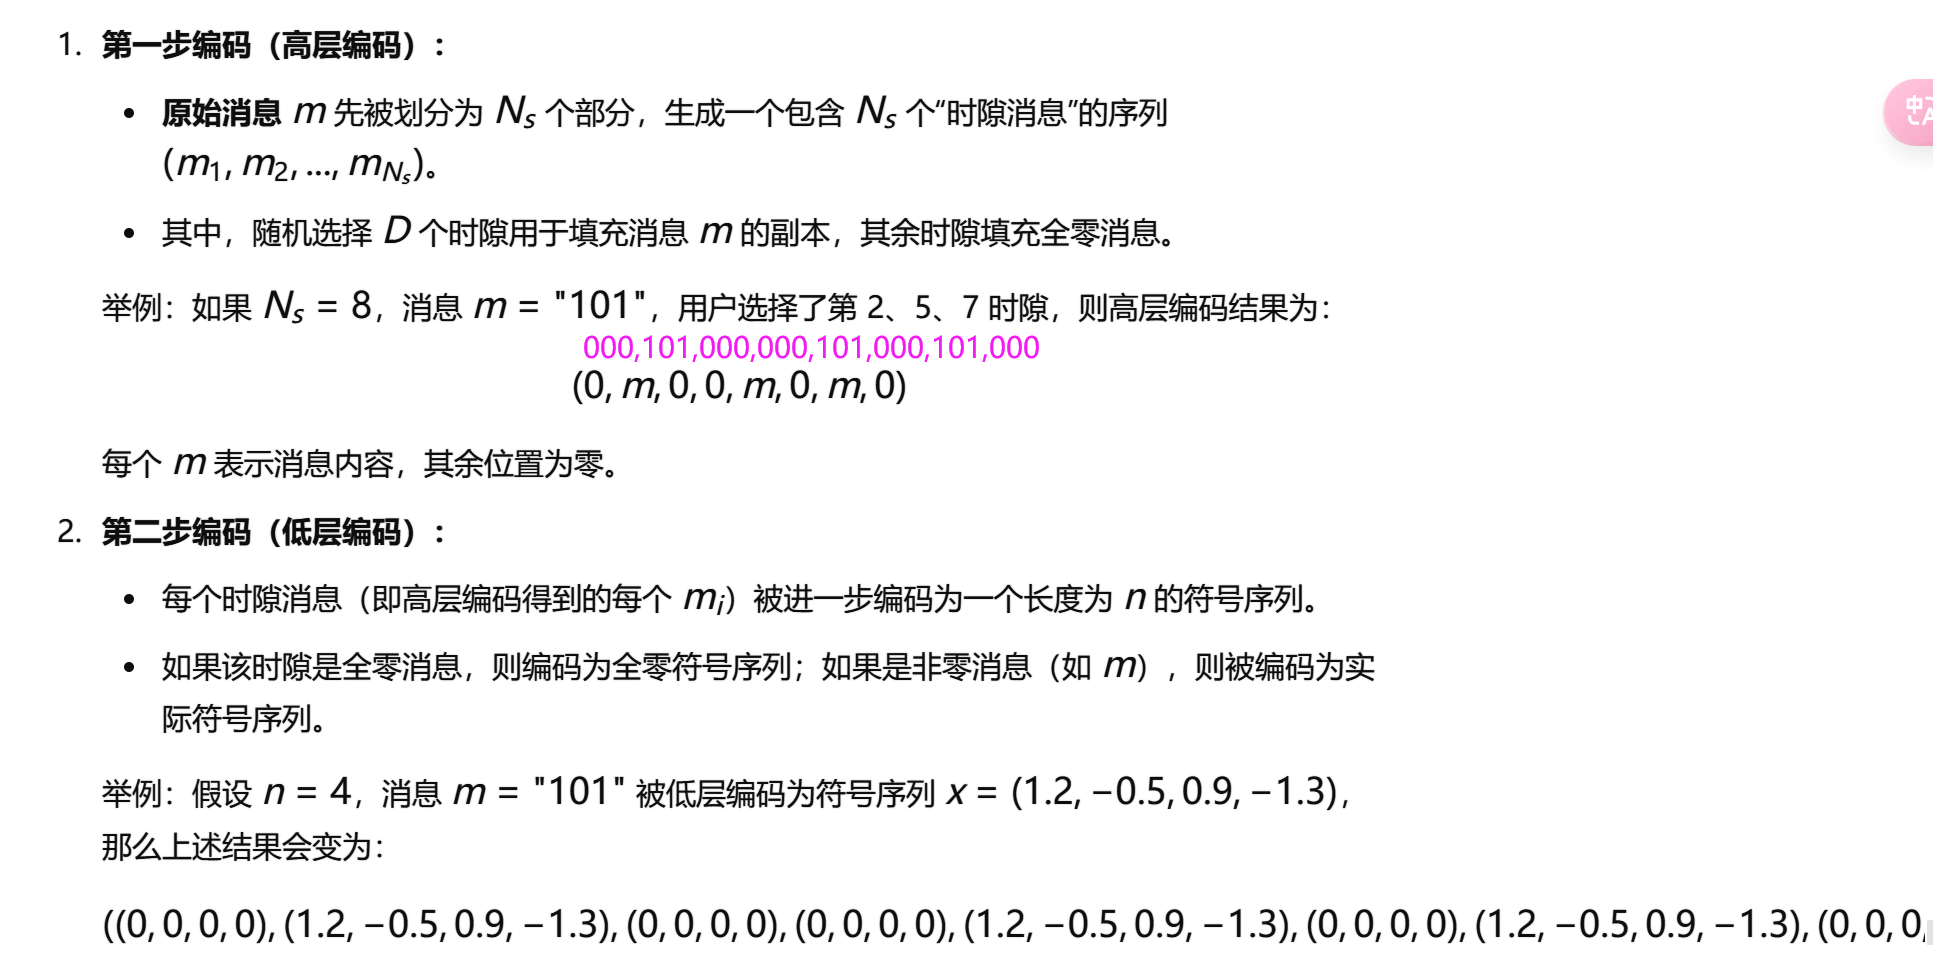 1. 第一步编码（高层编码）：
• 原始消息 m 先被划分为 Nₛ 个部分，生成一个包含 Nₛ 个“时隙消息”的序列
(m₁, m₂, ..., m_{Nₛ})。
• 其中，随机选择 D 个时隙用于填充消息 m 的副本，其余时隙填充全零消息。
举例：如果 Nₛ = 8，消息 m = "101"，用户选择了第 2、5、7 时隙，则高层编码结果为：
000,101,000,000,101,000,101,000
(0, m, 0, 0, m, 0, m, 0)
每个 m 表示消息内容，其余位置为零。
2. 第二步编码（低层编码）：
• 每个时隙消息（即高层编码得到的每个 mᵢ）被进一步编码为一个长度为 n 的符号序列。
• 如果该时隙是全零消息，则编码为全零符号序列；如果是非零消息（如 m），则被编码为实
际符号序列。
举例：假设 n = 4，消息 m = "101" 被低层编码为符号序列 x = (1.2, −0.5, 0.9, −1.3)，
那么上述结果会变为：
((0, 0, 0, 0), (1.2, −0.5, 0.9, −1.3), (0, 0, 0, 0), (0, 0, 0, 0), (1.2, −0.5, 0.9, −1.3), (0, 0, 0, 0), (1.2, −0.5, 0.9, −1.3), (0, 0, 0,